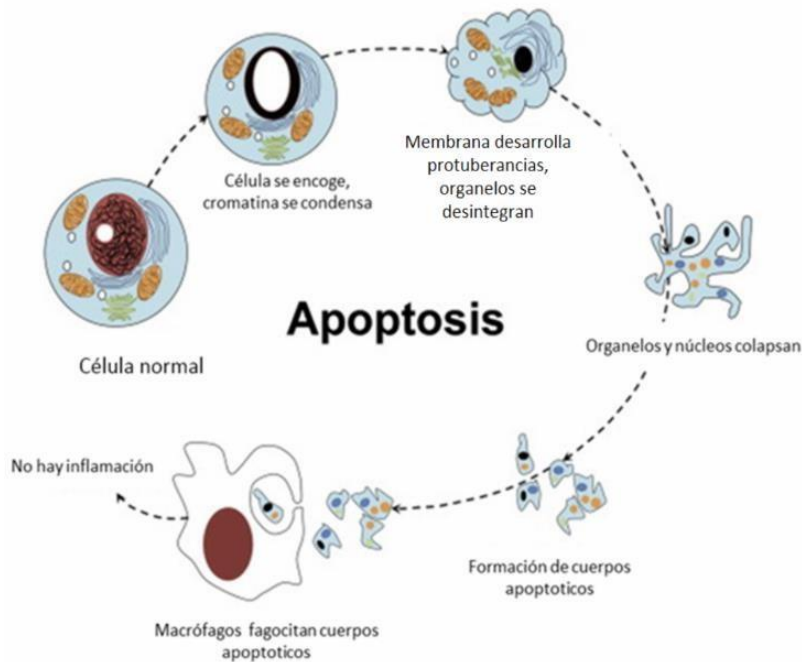 Célula se encoge,
cromatina se condensa
Membrana desarrolla
protuberancias,
organelos se
desintegran
Apoptosis
Célula normal
Organelos y núcleos colapsan
No hay inflamación
Formación de cuerpos
apoptoticos
Macrófagos fagocitan cuerpos
apoptoticos